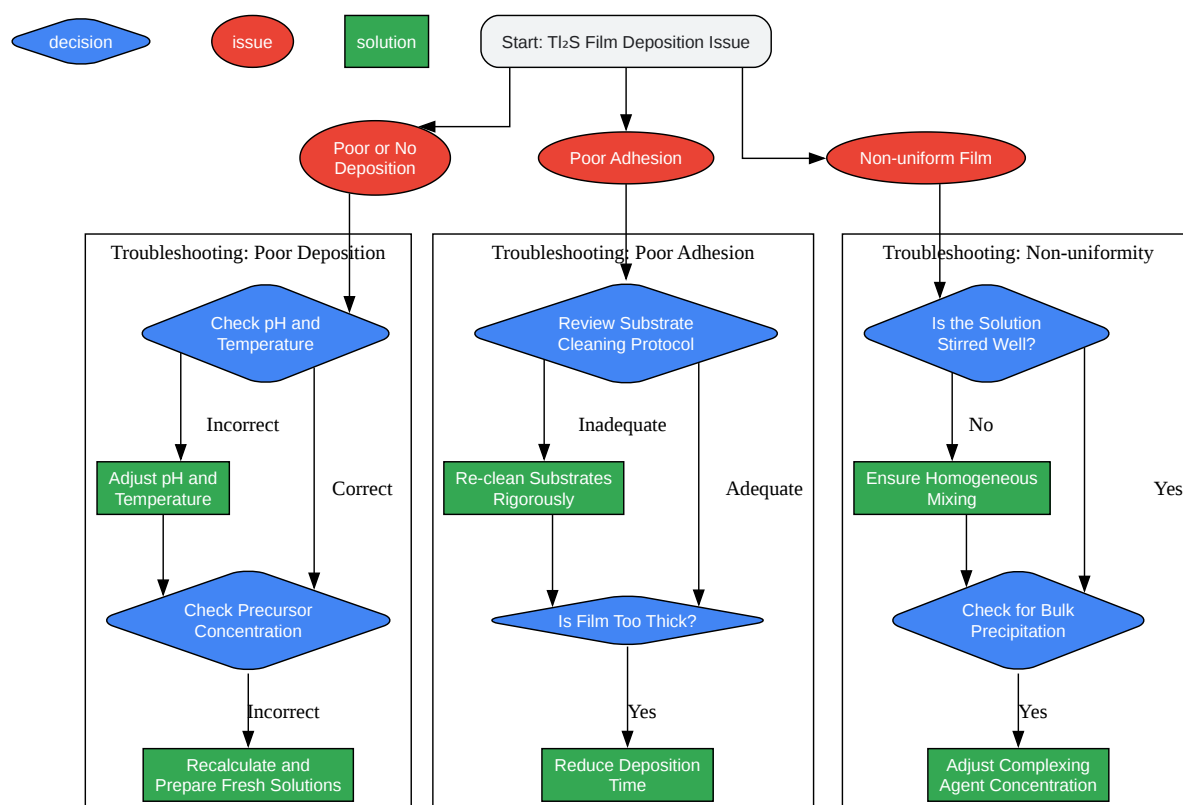 decision
issue
solution
Start: Tl₂S Film Deposition Issue
Poor or No
Deposition
Poor Adhesion
Non-uniform Film
Troubleshooting: Poor Deposition
Troubleshooting: Poor Adhesion
Troubleshooting: Non-uniformity
Check pH and
Temperature
Review Substrate
Cleaning Protocol
Is the Solution
Stirred Well?
Incorrect
Inadequate
No
Adjust pH and
Temperature
Correct
Re-clean Substrates
Rigorously
Adequate
Ensure Homogeneous
Mixing
Yes
Check Precursor
Concentration
Is Film Too Thick?
Check for Bulk
Precipitation
Incorrect
Yes
Yes
Recalculate and
Prepare Fresh Solutions
Reduce Deposition
Time
Adjust Complexing
Agent Concentration